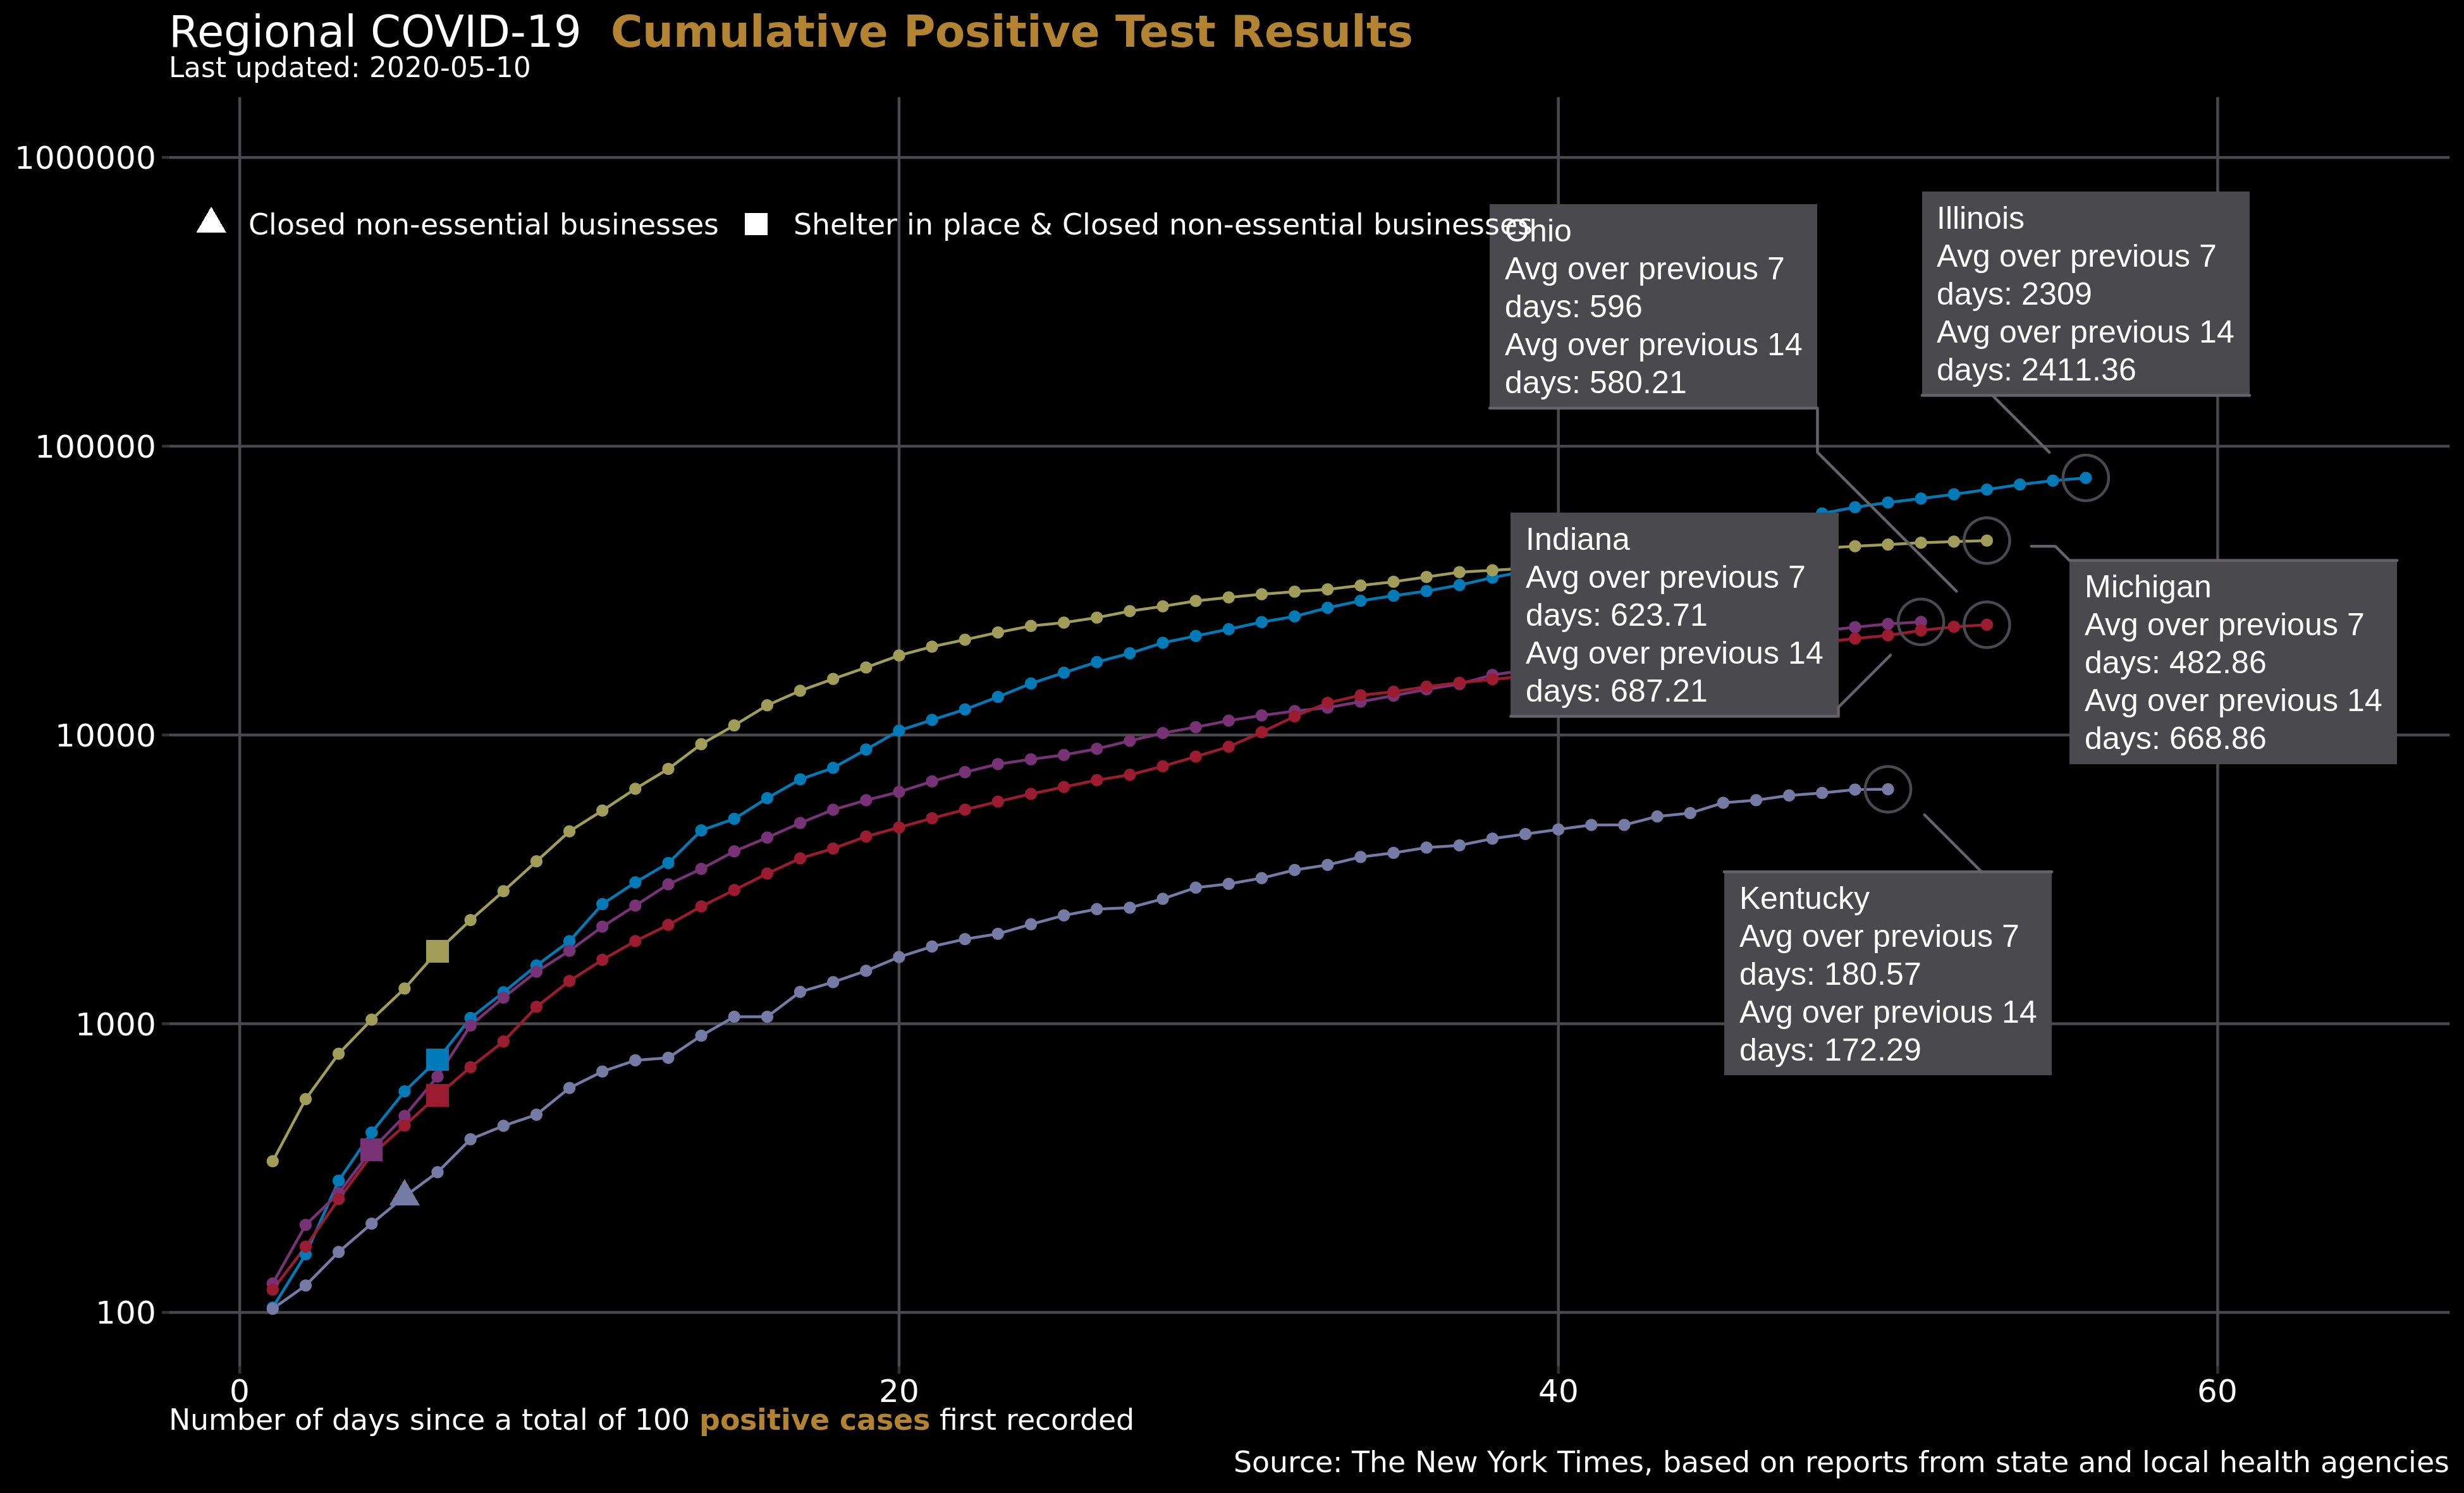 Regional COVID-19 Cumulative Positive Test Results
Last updated: 2020-05-10
1000000
100000
10000
1000
100
Closed non-essential businesses
Shelter in place & Closed non-essential businesses
Ohio
Avg over previous 7
days: 596
Avg over previous 14
days: 580.21
Illinois
Avg over previous 7
days: 2309
Avg over previous 14
days: 2411.36
Indiana
Avg over previous 7
days: 623.71
Avg over previous 14
days: 687.21
Michigan
Avg over previous 7
days: 482.86
Avg over previous 14
days: 668.86
Kentucky
Avg over previous 7
days: 180.57
Avg over previous 14
days: 172.29
0 20 40 60
Number of days since a total of 100 positive cases first recorded
Source: The New York Times, based on reports from state and local health agencies